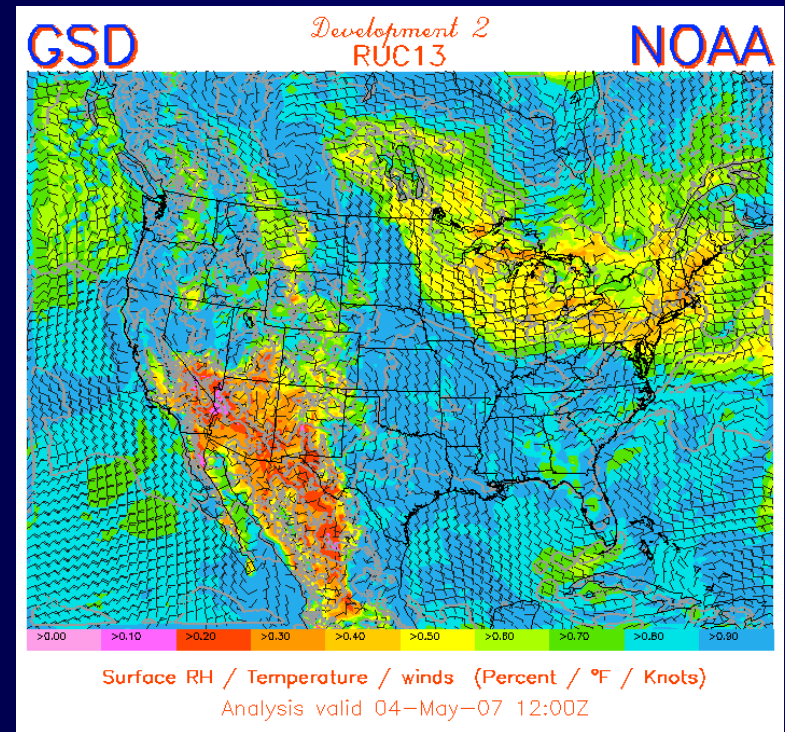 GSD
Development 2
RUC13
NOAA
>0.00 >0.10 >0.20 >0.30 >0.40 >0.50 >0.60 >0.70 >0.80 >0.90
Surface RH / Temperature / winds (Percent / °F / Knots)
Analysis valid 04-May-07 12:00Z